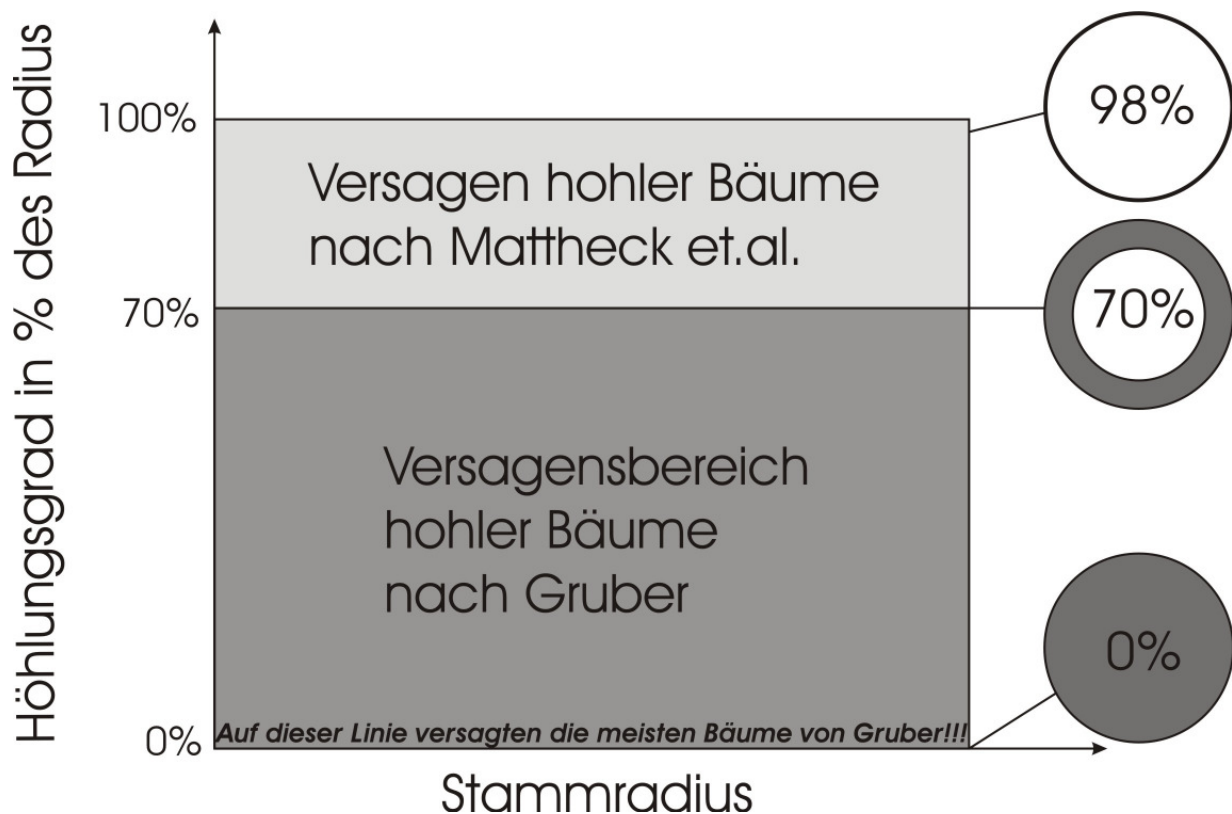 Höhlungsgrad in % des Radius
100%
70%
0%
Versagen hohler Bäume
nach Mattheck et.al.
Versagensbereich
hohler Bäume
nach Gruber
Auf dieser Linie versagten die meisten Bäume von Gruber!!!
Stammradius
98%
70%
0%